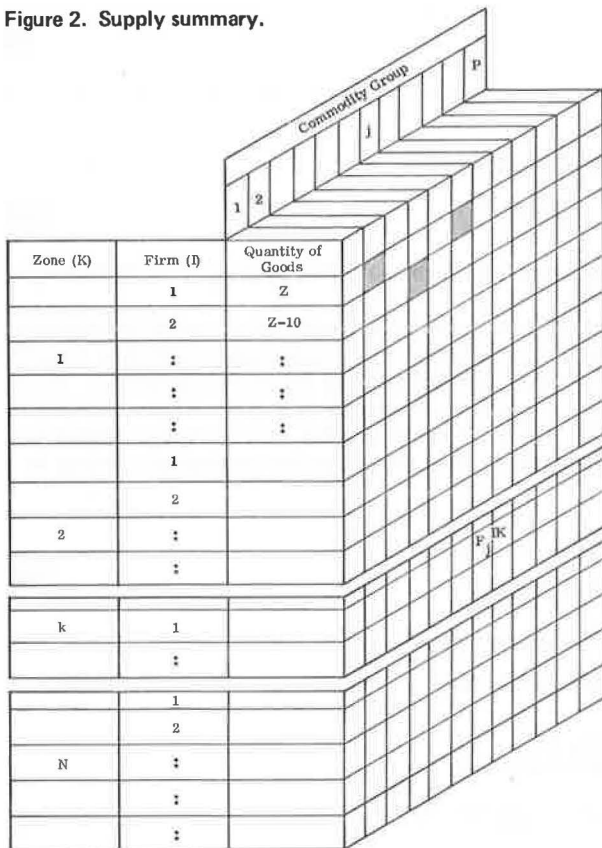 Figure 2. Supply summary.
Commodity Group
1 2 j P
Zone (K) Firm (I) Quantity of Goods
1 Z
2 Z-10
1 : :
: :
: :
1
2
2 :
:
F_j^IK
k 1
:
1
2
N :
:
: